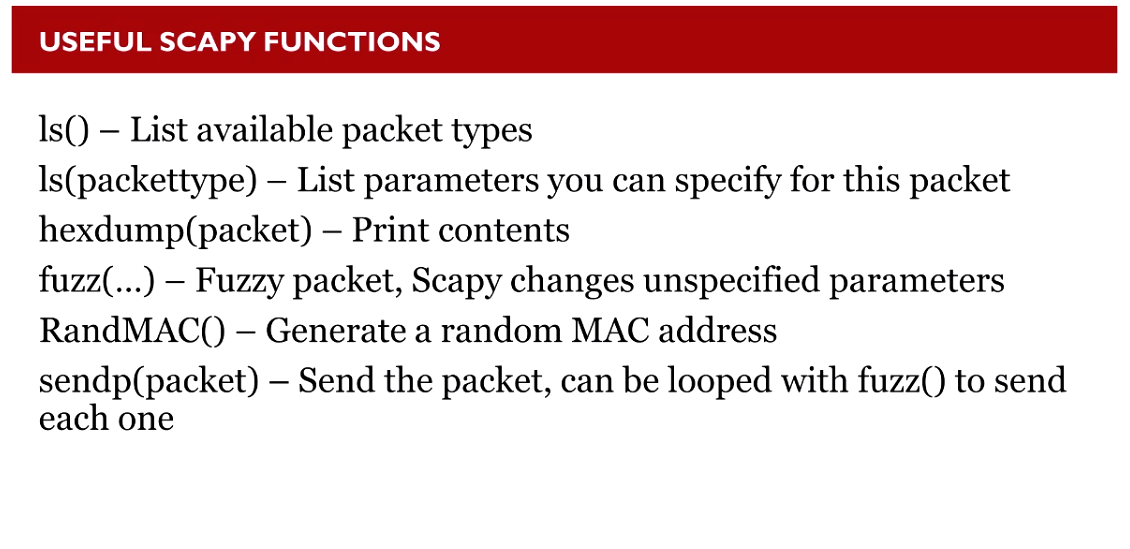 USEFUL SCAPY FUNCTIONS
ls() – List available packet types
ls(packettype) – List parameters you can specify for this packet
hexdump(packet) – Print contents
fuzz(...) – Fuzzy packet, Scapy changes unspecified parameters
RandMAC() – Generate a random MAC address
sendp(packet) – Send the packet, can be looped with fuzz() to send
each one